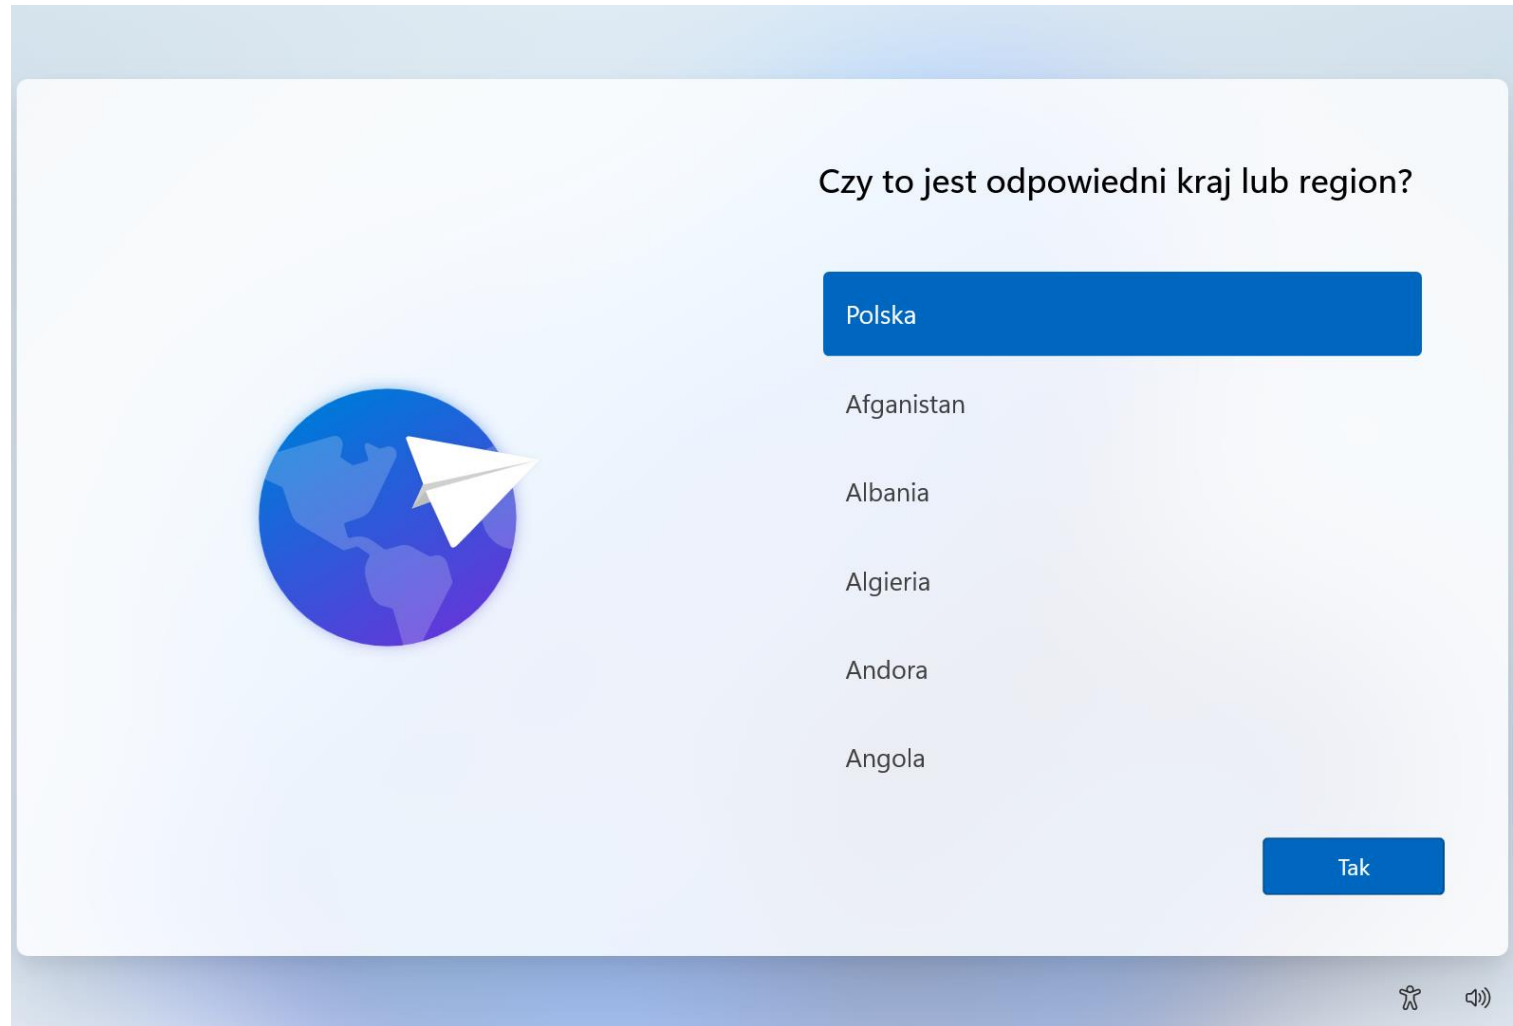 Czy to jest odpowiedni kraj lub region?
Polska
Afganistan
Albania
Algieria
Andora
Angola
Tak